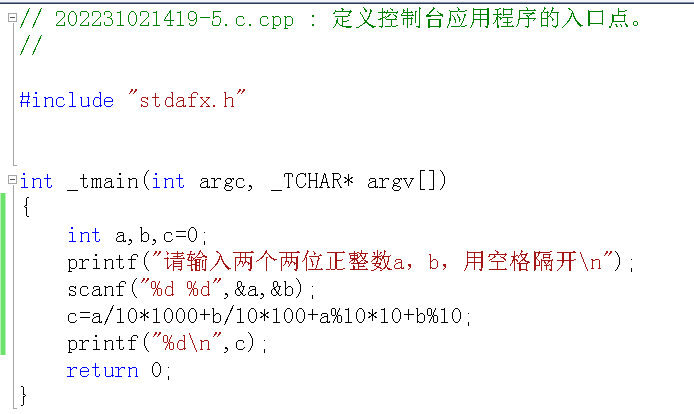 // 202231021419-5.c.cpp : 定义控制台应用程序的入口点。
//
#include "stdafx.h"
int _tmain(int argc, _TCHAR* argv[])
{
int a,b,c=0;
printf("请输入两个两位正整数a，b，用空格隔开\n");
scanf("%d %d",&a,&b);
c=a/10*1000+b/10*100+a%10*10+b%10;
printf("%d\n",c);
return 0;
}